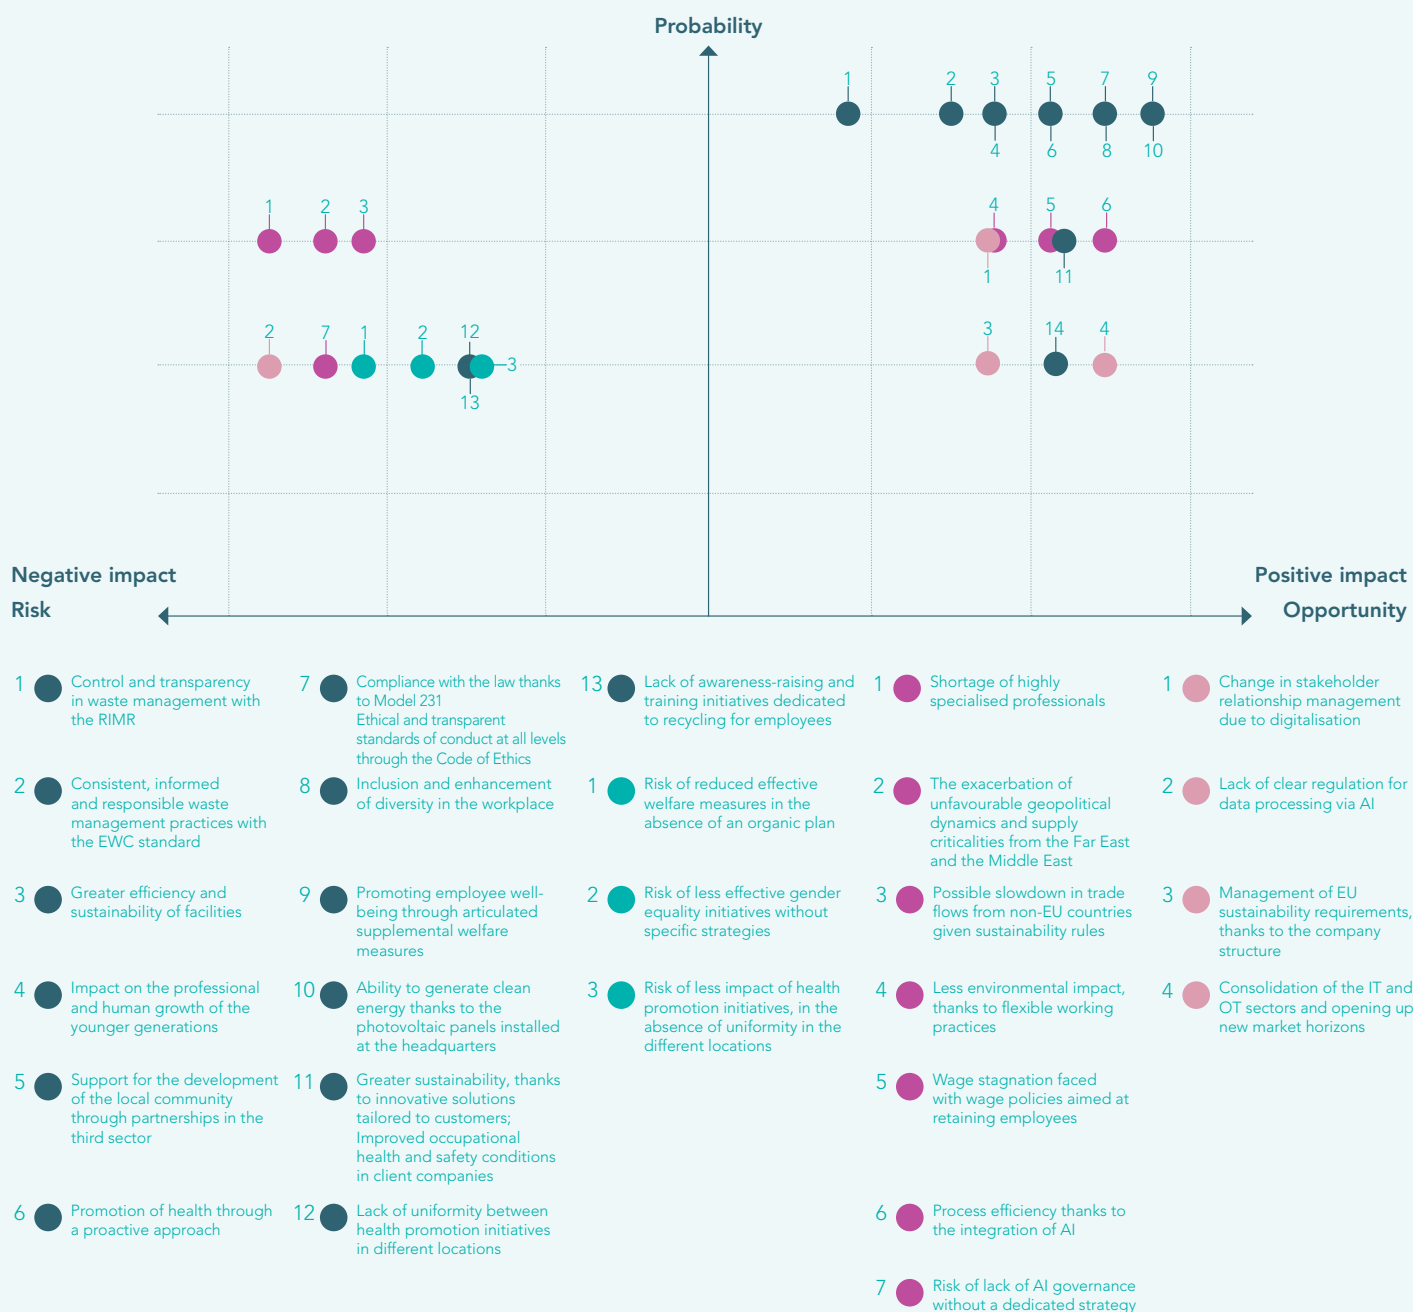 Probability
1
2
3
5
7
9
4
6
8
10
1
2
3
4
5
6
1
11
2
7
1
2
12
3
13
3
14
4
Negative impact
Risk
Positive impact
Opportunity
1
Control and transparency
in waste management with
the RIMR
2
Consistent, informed
and responsible waste
management practices with
the EWC standard
3
Greater efficiency and
sustainability of facilities
4
Impact on the professional
and human growth of the
younger generations
5
Support for the development
of the local community
through partnerships in the
third sector
6
Promotion of health through
a proactive approach
7
Compliance with the law thanks
to Model 231
Ethical and transparent
standards of conduct at all levels
through the Code of Ethics
8
Inclusion and enhancement
of diversity in the workplace
9
Promoting employee well-
being through articulated
supplemental welfare
measures
10
Ability to generate clean
energy thanks to the
photovoltaic panels installed
at the headquarters
11
Greater sustainability, thanks
to innovative solutions
tailored to customers;
Improved occupational
health and safety conditions
in client companies
12
Lack of uniformity between
health promotion initiatives
in different locations
13
Lack of awareness-raising and
training initiatives dedicated
to recycling for employees
1
Risk of reduced effective
welfare measures in the
absence of an organic plan
2
Risk of less effective gender
equality initiatives without
specific strategies
3
Risk of less impact of health
promotion initiatives, in the
absence of uniformity in the
different locations
1
Shortage of highly
specialised professionals
2
The exacerbation of
unfavourable geopolitical
dynamics and supply
criticalities from the Far East
and the Middle East
3
Possible slowdown in trade
flows from non-EU countries
given sustainability rules
4
Less environmental impact,
thanks to flexible working
practices
5
Wage stagnation faced
with wage policies aimed at
retaining employees
6
Process efficiency thanks to
the integration of AI
7
Risk of lack of AI governance
without a dedicated strategy
1
Change in stakeholder
relationship management
due to digitalisation
2
Lack of clear regulation for
data processing via AI
3
Management of EU
sustainability requirements,
thanks to the company
structure
4
Consolidation of the IT and
OT sectors and opening up
new market horizons